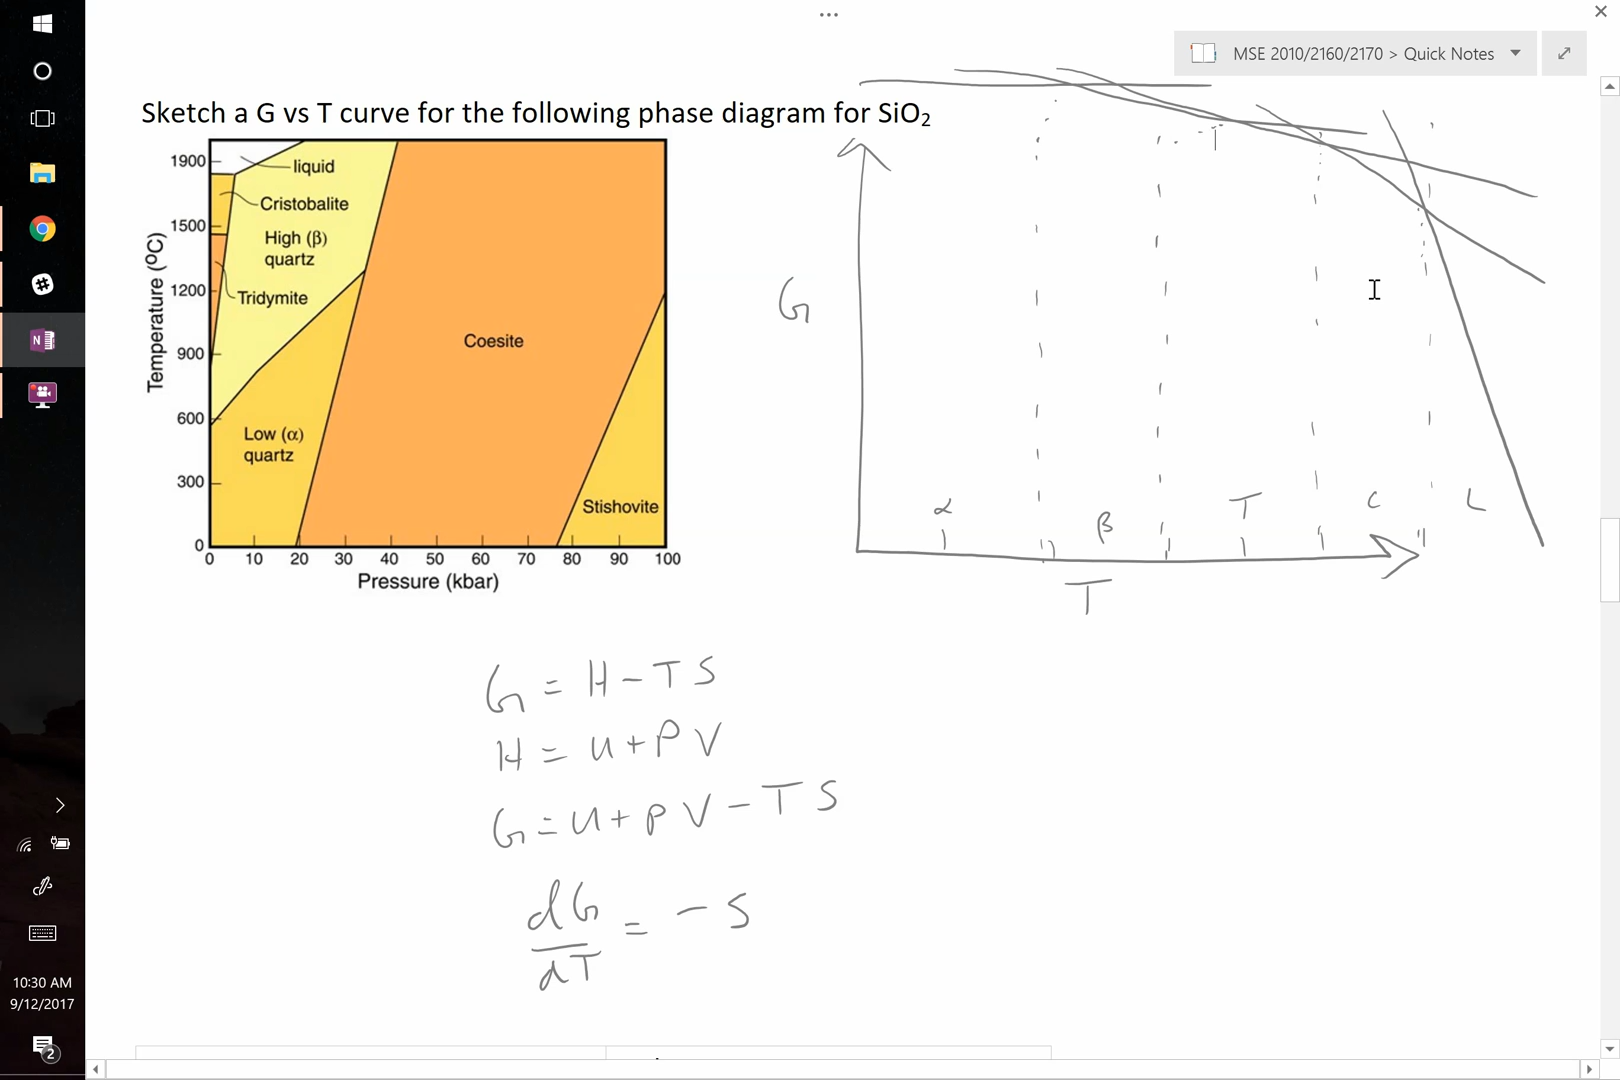 MSE 2010/2160/2170 > Quick Notes
Sketch a G vs T curve for the following phase diagram for SiO₂
Temperature (°C)
1900
1500
1200
900
600
300
0
liquid
Cristobalite
High (β)
quartz
Tridymite
Low (α)
quartz
Coesite
Stishovite
0 10 20 30 40 50 60 70 80 90 100
Pressure (kbar)
G
T
α β T C L
T
G = H - TS
H = U + PV
G = U + PV - TS
dG
dT
= - S
10:30 AM
9/12/2017
2